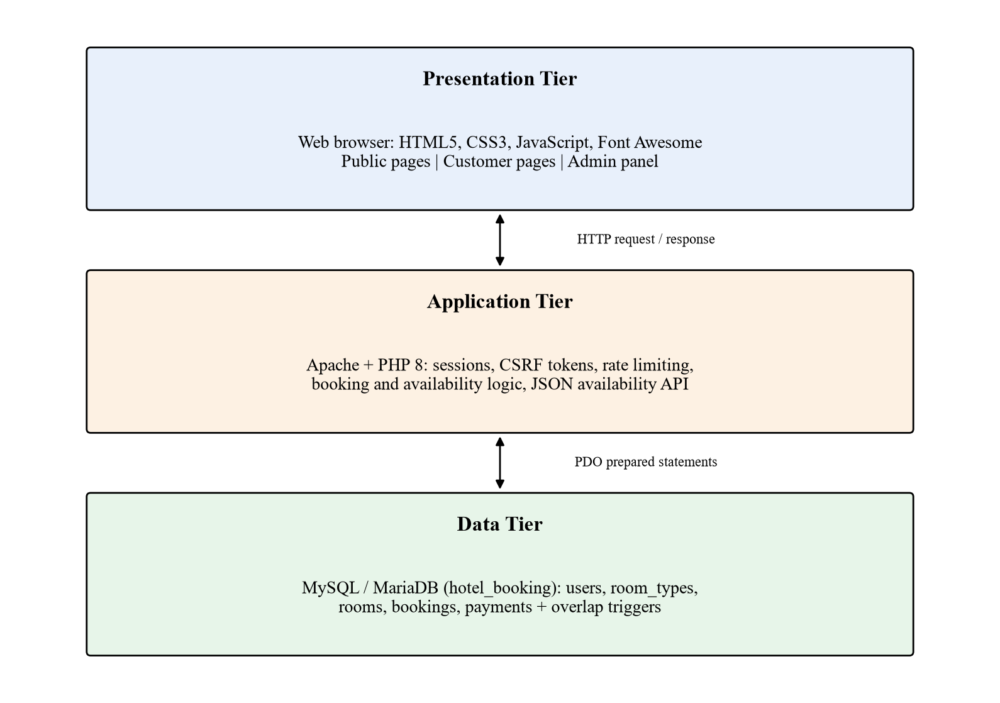 Presentation Tier
Web browser: HTML5, CSS3, JavaScript, Font Awesome
Public pages | Customer pages | Admin panel
HTTP request / response
Application Tier
Apache + PHP 8: sessions, CSRF tokens, rate limiting,
booking and availability logic, JSON availability API
PDO prepared statements
Data Tier
MySQL / MariaDB (hotel_booking): users, room_types,
rooms, bookings, payments + overlap triggers